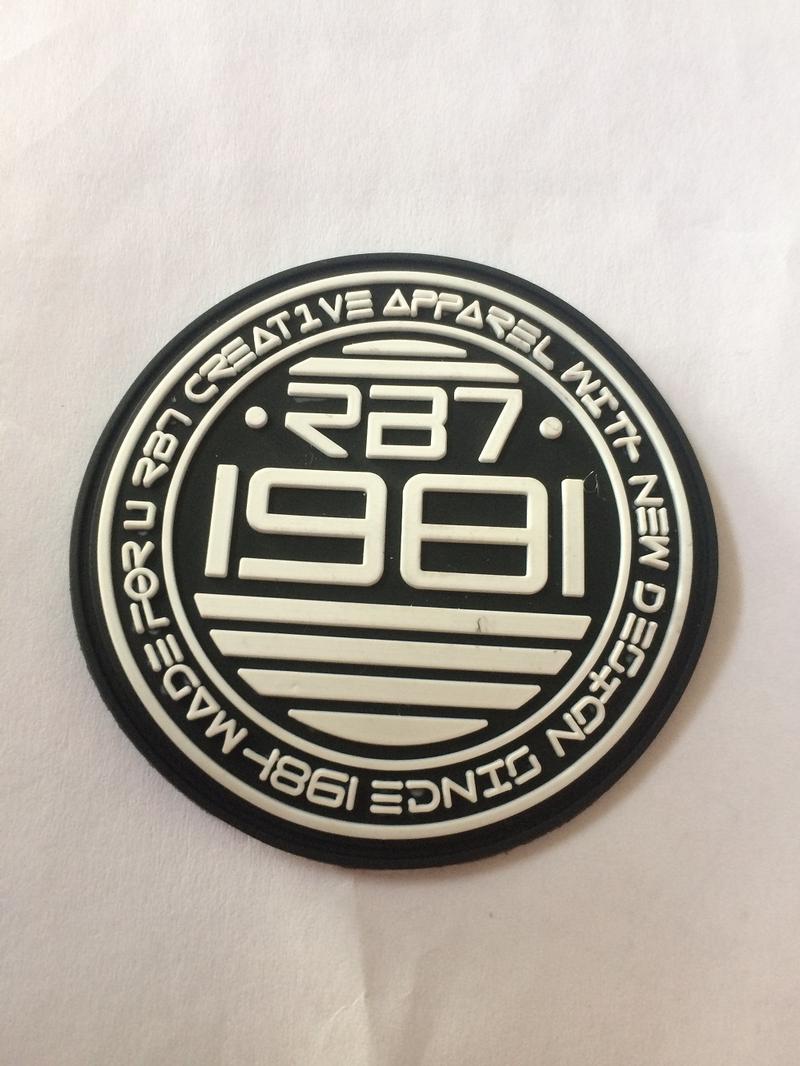 RB7
1981
RB7 CREATIVE APPAREL WITH NEW DESIGN SINCE 1981 MADE FOR U